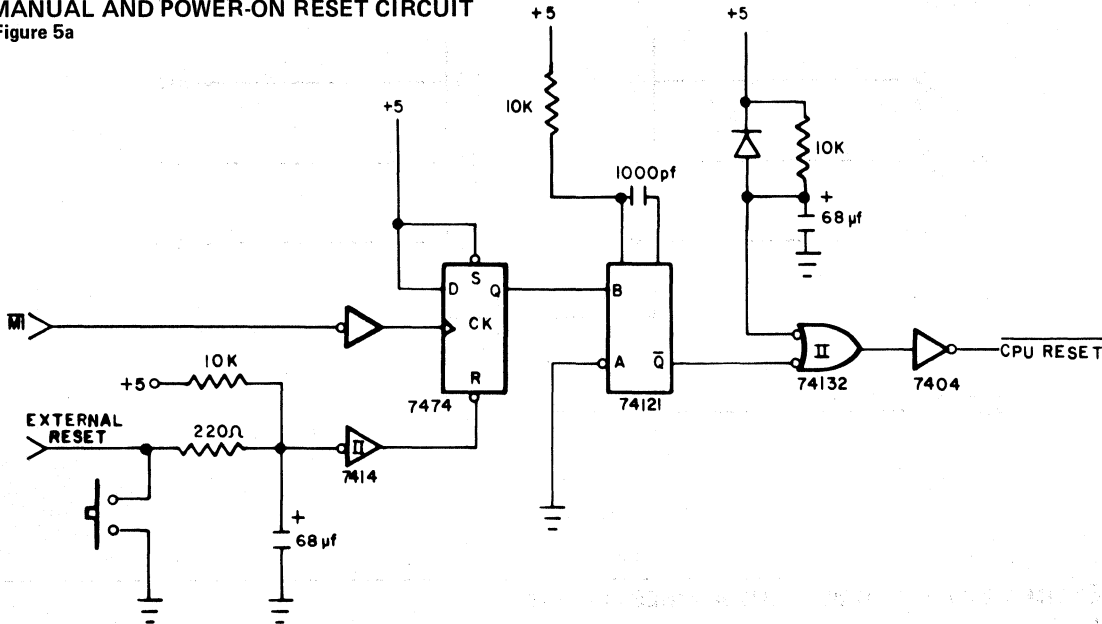 MANUAL AND POWER-ON RESET CIRCUIT
Figure 5a
+5
+5
10K
10K
+5
1000pf
+
68 µf
S
D
Q
B
M1
CK
II
CPU RESET
10K
A
Q
+5
R
74132
7404
7474
74121
EXTERNAL
RESET
220Ω
II
7414
+
68 µf